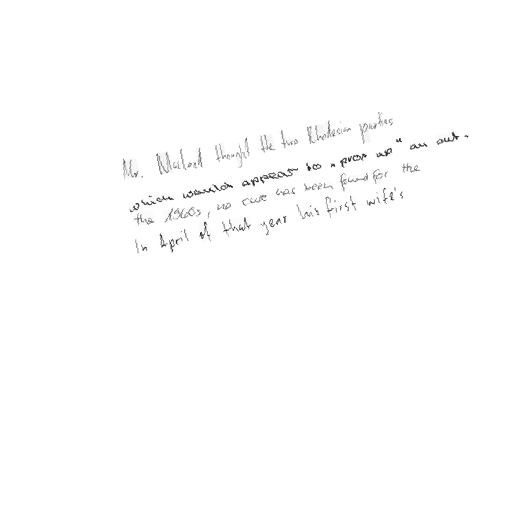 Mr. Macleod thought the two Rhodesian parties
which would appear to "prop up" an out-
the 1960s, no cure has been found for the
In April of that year his first wife's